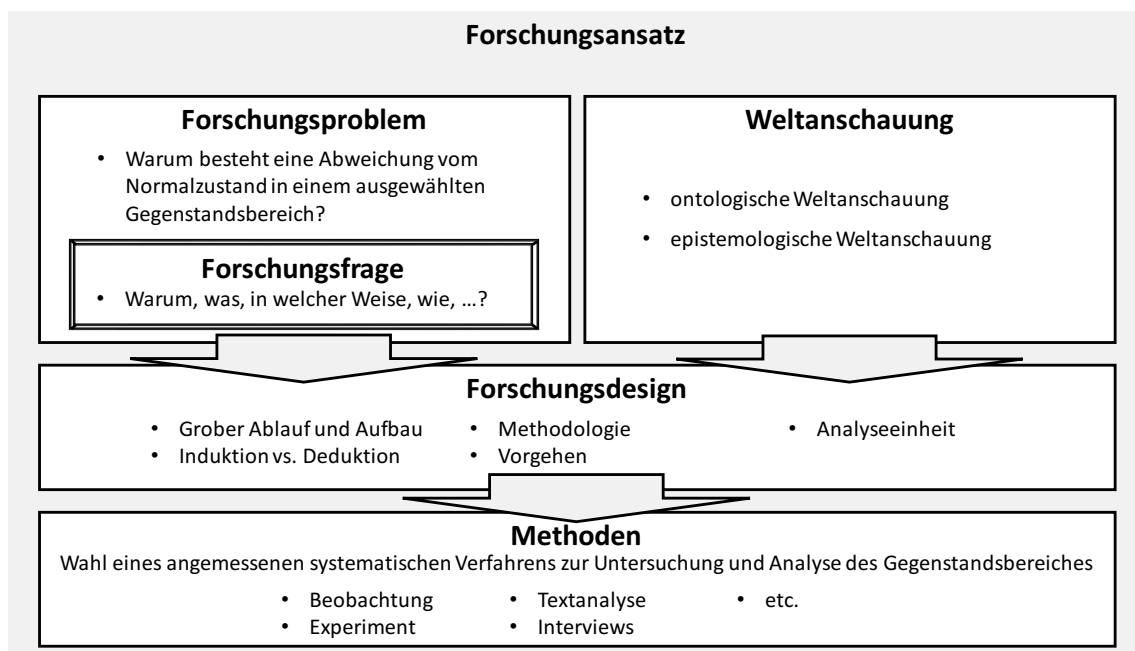 Forschungsansatz
Forschungsproblem
• Warum besteht eine Abweichung vom
Normalzustand in einem ausgewählten
Gegenstandsbereich?
Forschungsfrage
• Warum, was, in welcher Weise, wie, …?
Weltanschauung
• ontologische Weltanschauung
• epistemologische Weltanschauung
Forschungsdesign
• Grober Ablauf und Aufbau
• Induktion vs. Deduktion
• Methodologie
• Vorgehen
• Analyseeinheit
Methoden
Wahl eines angemessenen systematischen Verfahrens zur Untersuchung und Analyse des Gegenstandsbereiches
• Beobachtung
• Experiment
• Textanalyse
• Interviews
• etc.